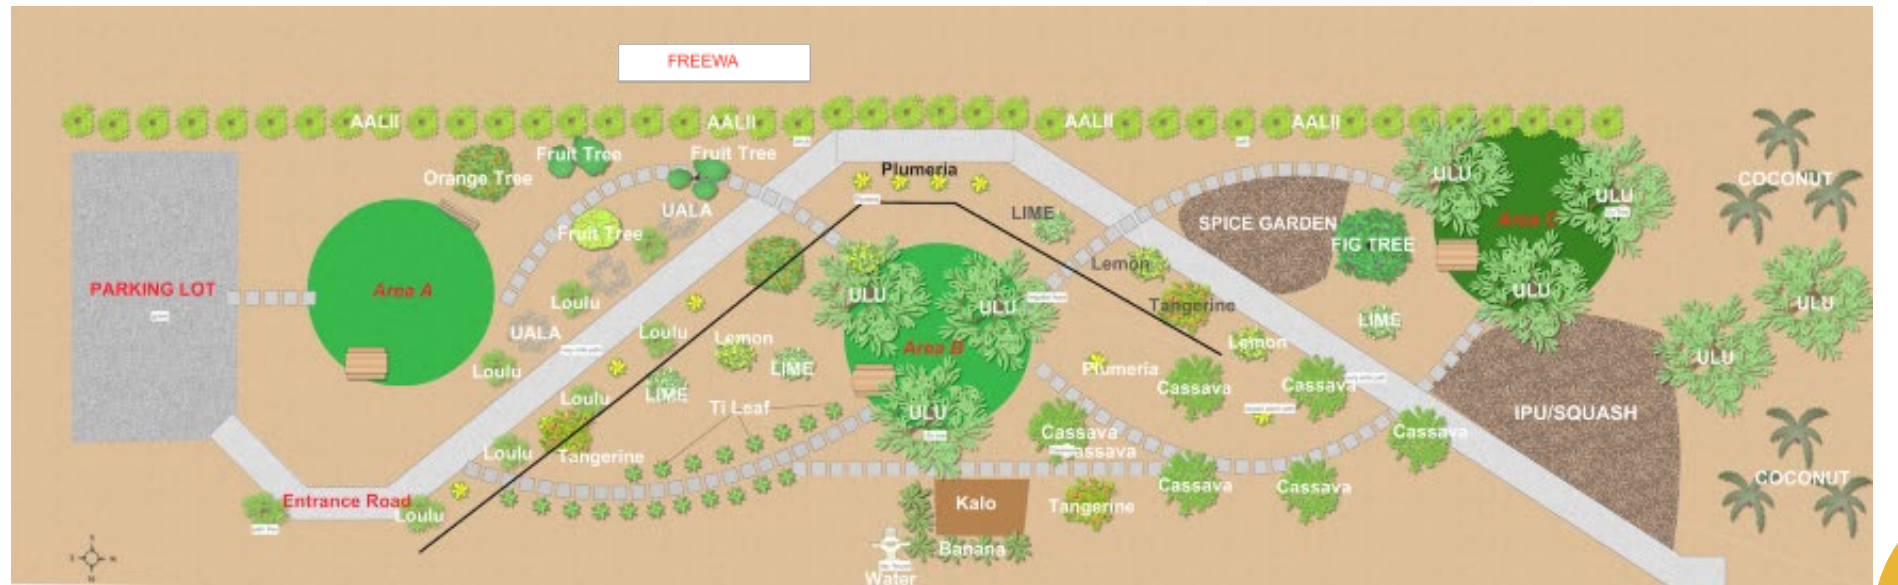 FREEWA
AALII
AALII
AALII
AALII
Fruit Tree
Fruit Tree
Plumeria
Orange Tree
ULU
COCONUT
UALA
LIME
SPICE GARDEN
ULU
Area C
Fruit Tree
FIG TREE
Lemon
PARKING LOT
Area A
Loulu
ULU
ULU
Tangerine
ULU
ULU
UALA
Loulu
Lemon
Area B
LIME
Lemon
ULU
Loulu
LIME
Plumeria
Cassava
Cassava
Loulu
LIME
Ti Leaf
ULU
IPU/SQUASH
Cassava
Cassava
Cassava
Loulu
Tangerine
COCONUT
Cassava
Cassava
Entrance Road
Loulu
Kalo
Tangerine
Banana
Water